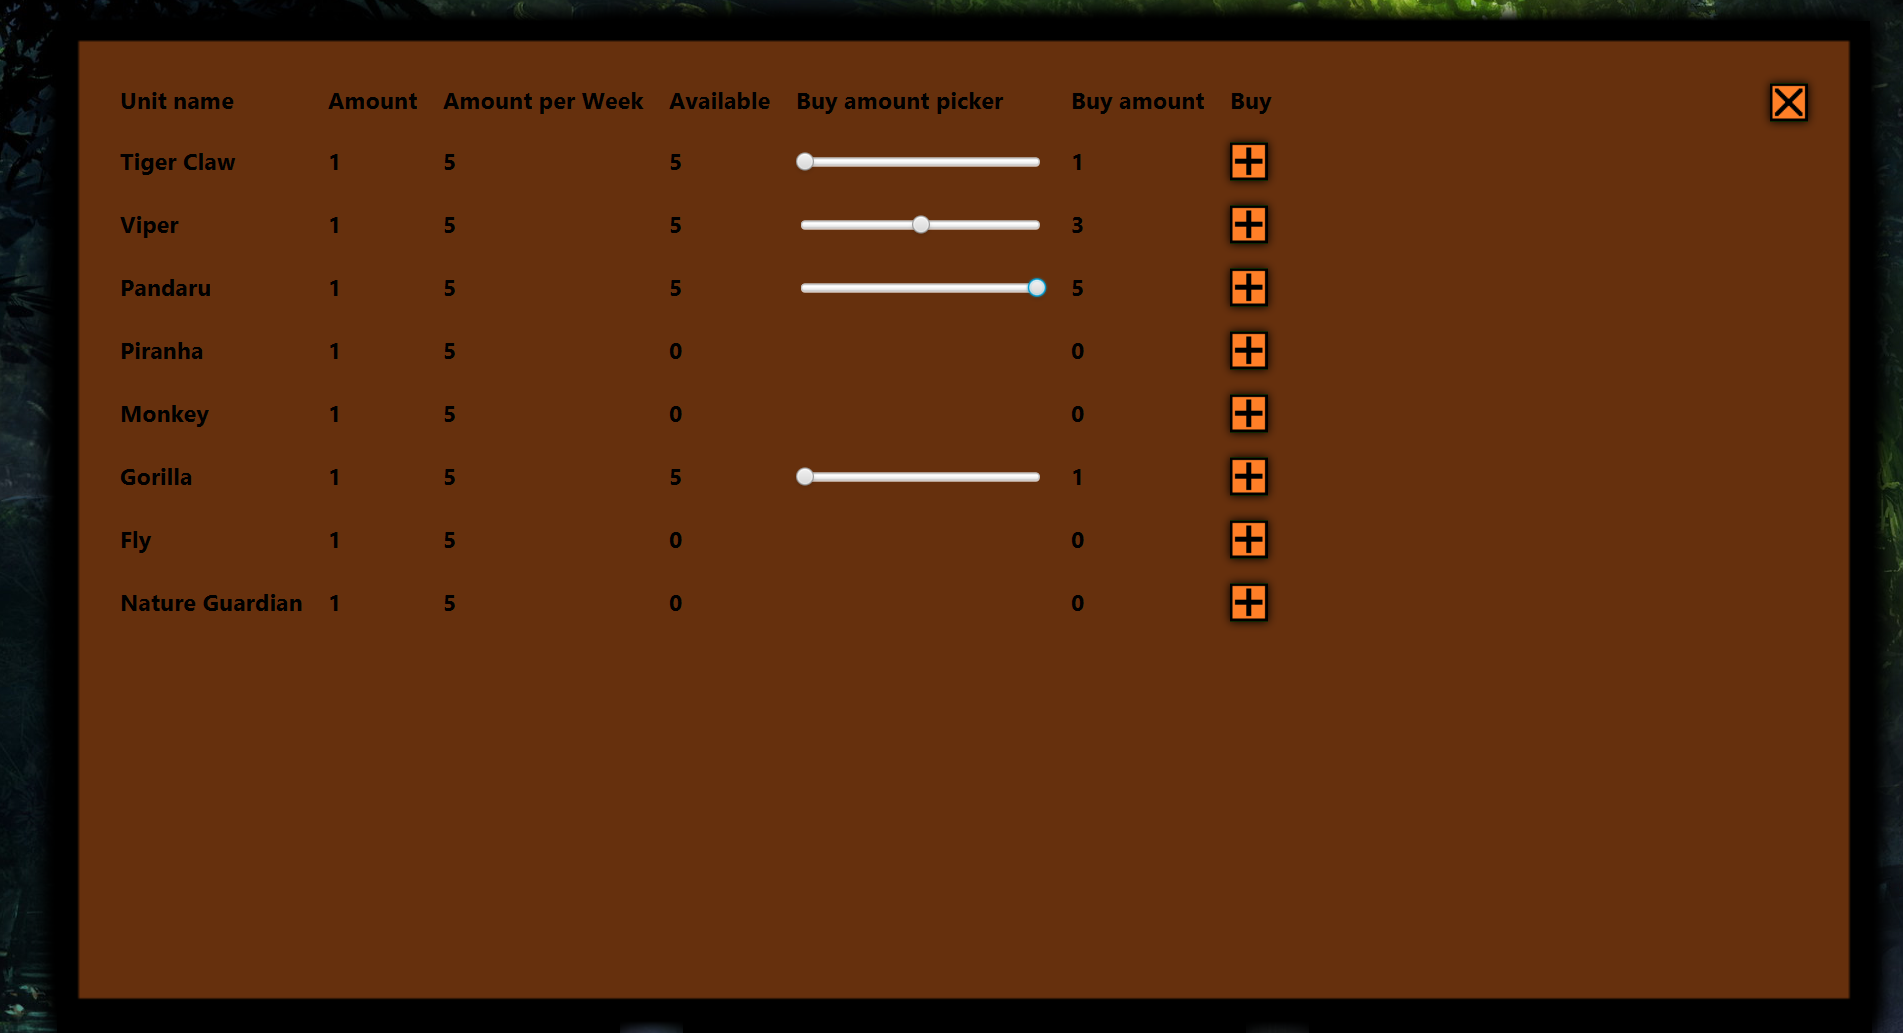 Unit name Amount Amount per Week Available Buy amount picker Buy amount Buy
Tiger Claw 1 5 5 1
Viper 1 5 5 3
Pandaru 1 5 5 5
Piranha 1 5 0 0
Monkey 1 5 0 0
Gorilla 1 5 5 1
Fly 1 5 0 0
Nature Guardian 1 5 0 0